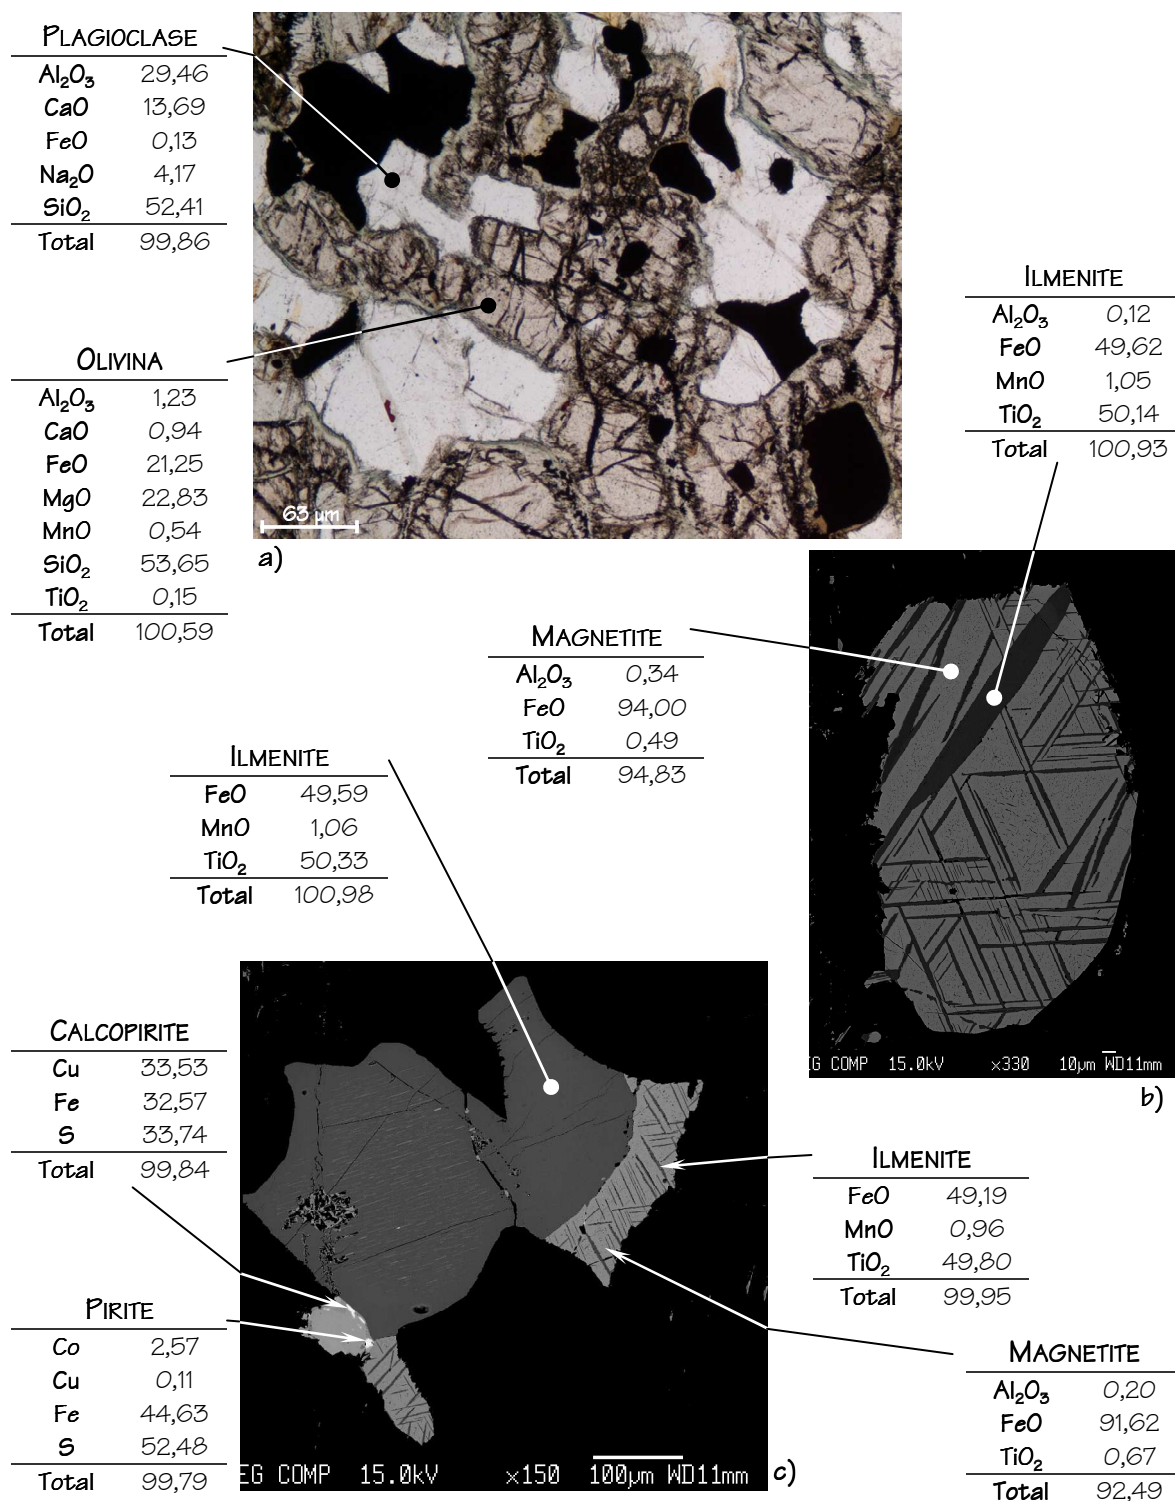 PLAGIOCLASE
Al₂O₃ 29,46
CaO 13,69
FeO 0,13
Na₂O 4,17
SiO₂ 52,41
Total 99,86
OLIVINA
Al₂O₃ 1,23
CaO 0,94
FeO 21,25
MgO 22,83
MnO 0,54
SiO₂ 53,65
TiO₂ 0,15
Total 100,59
63 µm
a)
ILMENITE
Al₂O₃ 0,12
FeO 49,62
MnO 1,05
TiO₂ 50,14
Total 100,93
MAGNETITE
Al₂O₃ 0,34
FeO 94,00
TiO₂ 0,49
Total 94,83
EG COMP 15.0kV x330 10µm WD11mm
b)
ILMENITE
FeO 49,59
MnO 1,06
TiO₂ 50,33
Total 100,98
CALCOPIRITE
Cu 33,53
Fe 32,57
S 33,74
Total 99,84
PIRITE
Co 2,57
Cu 0,11
Fe 44,63
S 52,48
Total 99,79
EG COMP 15.0kV x150 100µm WD11mm
c)
ILMENITE
FeO 49,19
MnO 0,96
TiO₂ 49,80
Total 99,95
MAGNETITE
Al₂O₃ 0,20
FeO 91,62
TiO₂ 0,67
Total 92,49